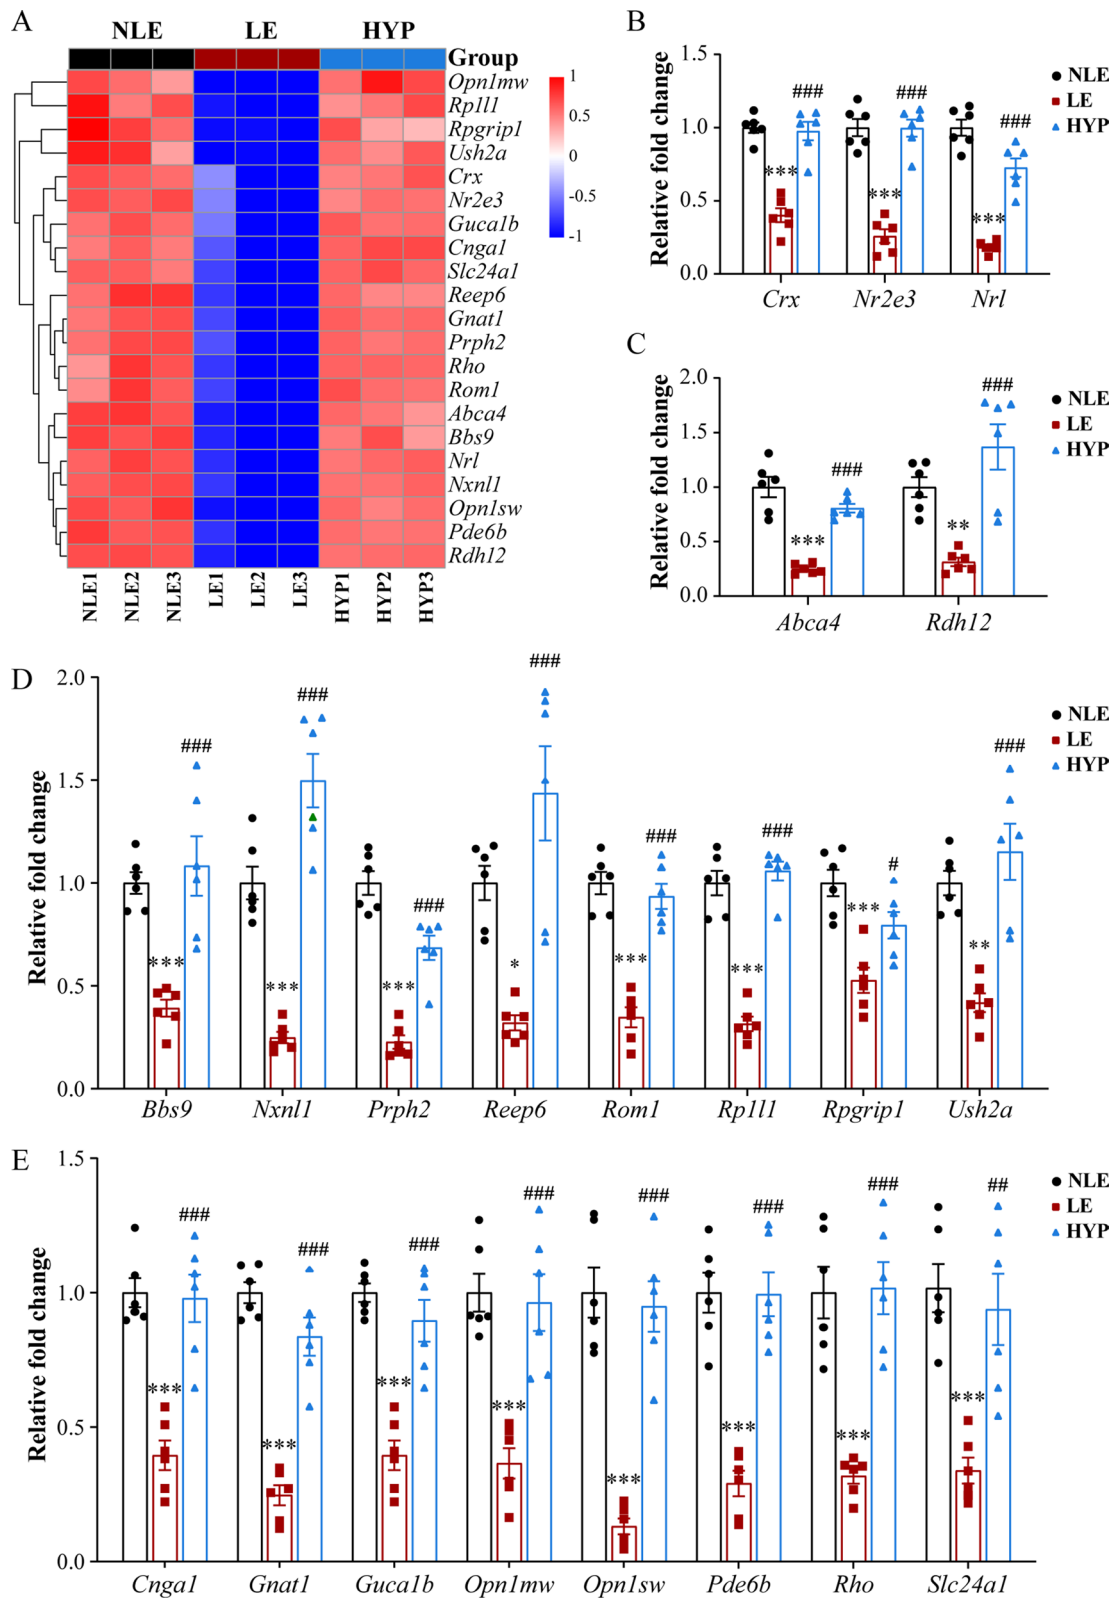 A
NLE LE HYP
Group
Opn1mw
Rp1l1
Rpgrip1
Ush2a
Crx
Nr2e3
Guca1b
Cnga1
Slc24a1
Reep6
Gnat1
Prph2
Rho
Rom1
Abca4
Bbs9
Nrl
Nxnl1
Opn1sw
Pde6b
Rdh12
1
0.5
0
-0.5
-1
NLE1 NLE2 NLE3 LE1 LE2 LE3 HYP1 HYP2 HYP3
B
Relative fold change
1.5
1.0
0.5
0.0
*** ### *** ### *** ###
Crx Nr2e3 Nrl
NLE
LE
HYP
C
Relative fold change
2.0
1.5
1.0
0.5
0.0
*** ### ** ###
Abca4 Rdh12
NLE
LE
HYP
D
Relative fold change
2.0
1.5
1.0
0.5
0.0
*** ### *** ### *** ### * ### *** ### *** ### *** # ** ###
Bbs9 Nxnl1 Prph2 Reep6 Rom1 Rp1l1 Rpgrip1 Ush2a
NLE
LE
HYP
E
Relative fold change
1.5
1.0
0.5
0.0
*** ### *** ### *** ### *** ### *** ### *** ### *** ### *** ##
Cnga1 Gnat1 Guca1b Opn1mw Opn1sw Pde6b Rho Slc24a1
NLE
LE
HYP